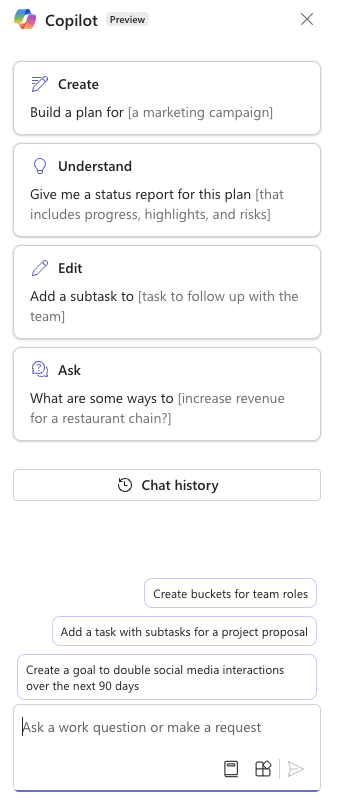 Copilot Preview
Create
Build a plan for [a marketing campaign]
Understand
Give me a status report for this plan [that
includes progress, highlights, and risks]
Edit
Add a subtask to [task to follow up with the
team]
Ask
What are some ways to [increase revenue
for a restaurant chain?]
Chat history
Create buckets for team roles
Add a task with subtasks for a project proposal
Create a goal to double social media interactions
over the next 90 days
Ask a work question or make a request